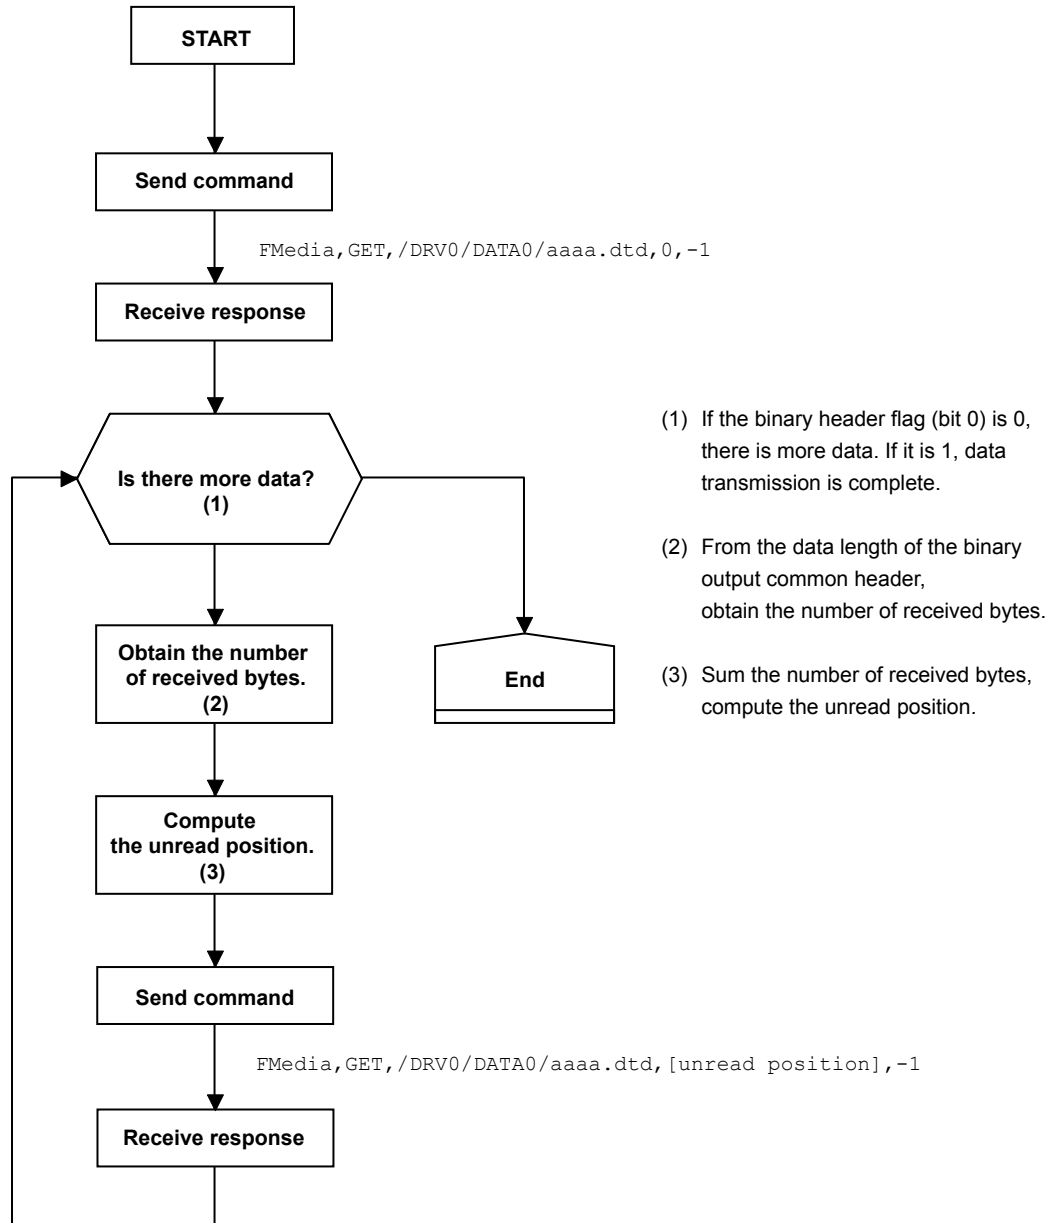 START
Send command
FMedia,GET,/DRV0/DATA0/aaaa.dtd,0,-1
Receive response
Is there more data?
(1)
Obtain the number
of received bytes.
(2)
End
Compute
the unread position.
(3)
Send command
FMedia,GET,/DRV0/DATA0/aaaa.dtd,[unread position],-1
Receive response
(1) If the binary header flag (bit 0) is 0,
there is more data. If it is 1, data
transmission is complete.
(2) From the data length of the binary
output common header,
obtain the number of received bytes.
(3) Sum the number of received bytes,
compute the unread position.